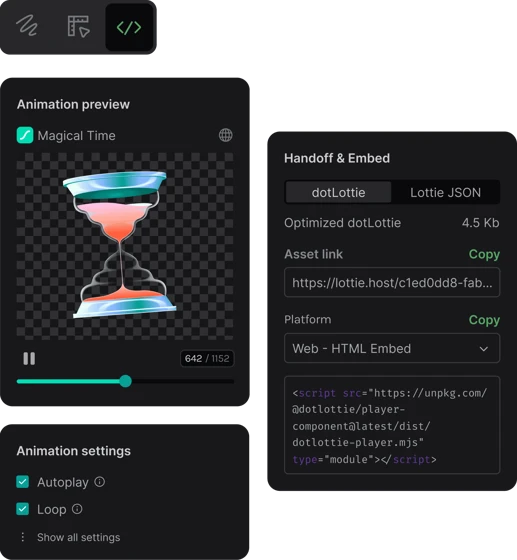 </>
Animation preview
Magical Time
642 / 1152
Animation settings
Autoplay
Loop
Show all settings
Handoff & Embed
dotLottie Lottie JSON
Optimized dotLottie 4.5 Kb
Asset link Copy
https://lottie.host/c1ed0dd8-fab...
Platform Copy
Web - HTML Embed
<script src="https://unpkg.com/
@dotlottie/player-
component@latest/dist/
dotlottie-player.mjs"
type="module"></script>